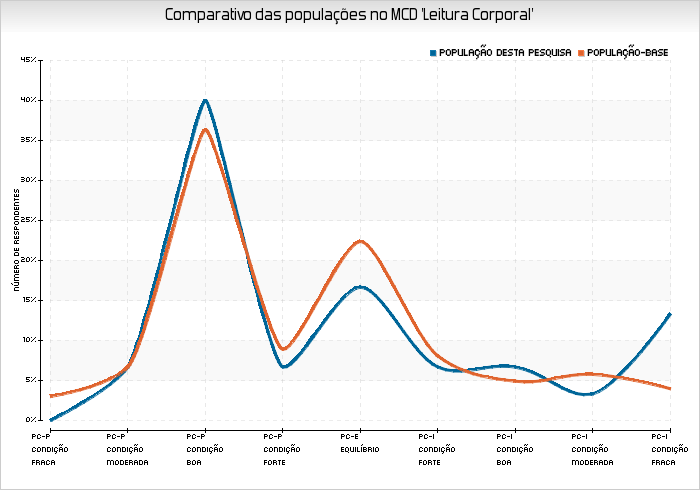 Comparativo das populações no MCD 'Leitura Corporal'
POPULAÇÃO DESTA PESQUISA POPULAÇÃO-BASE
NÚMERO DE RESPONDENTES
45%
40%
35%
30%
25%
20%
15%
10%
5%
0%
PC-P PC-P PC-P PC-P PC-E PC-I PC-I PC-I PC-I
CONDIÇÃO CONDIÇÃO CONDIÇÃO CONDIÇÃO EQUILÍBRIO CONDIÇÃO CONDIÇÃO CONDIÇÃO CONDIÇÃO
FRACA MODERADA BOA FORTE FORTE BOA MODERADA FRACA